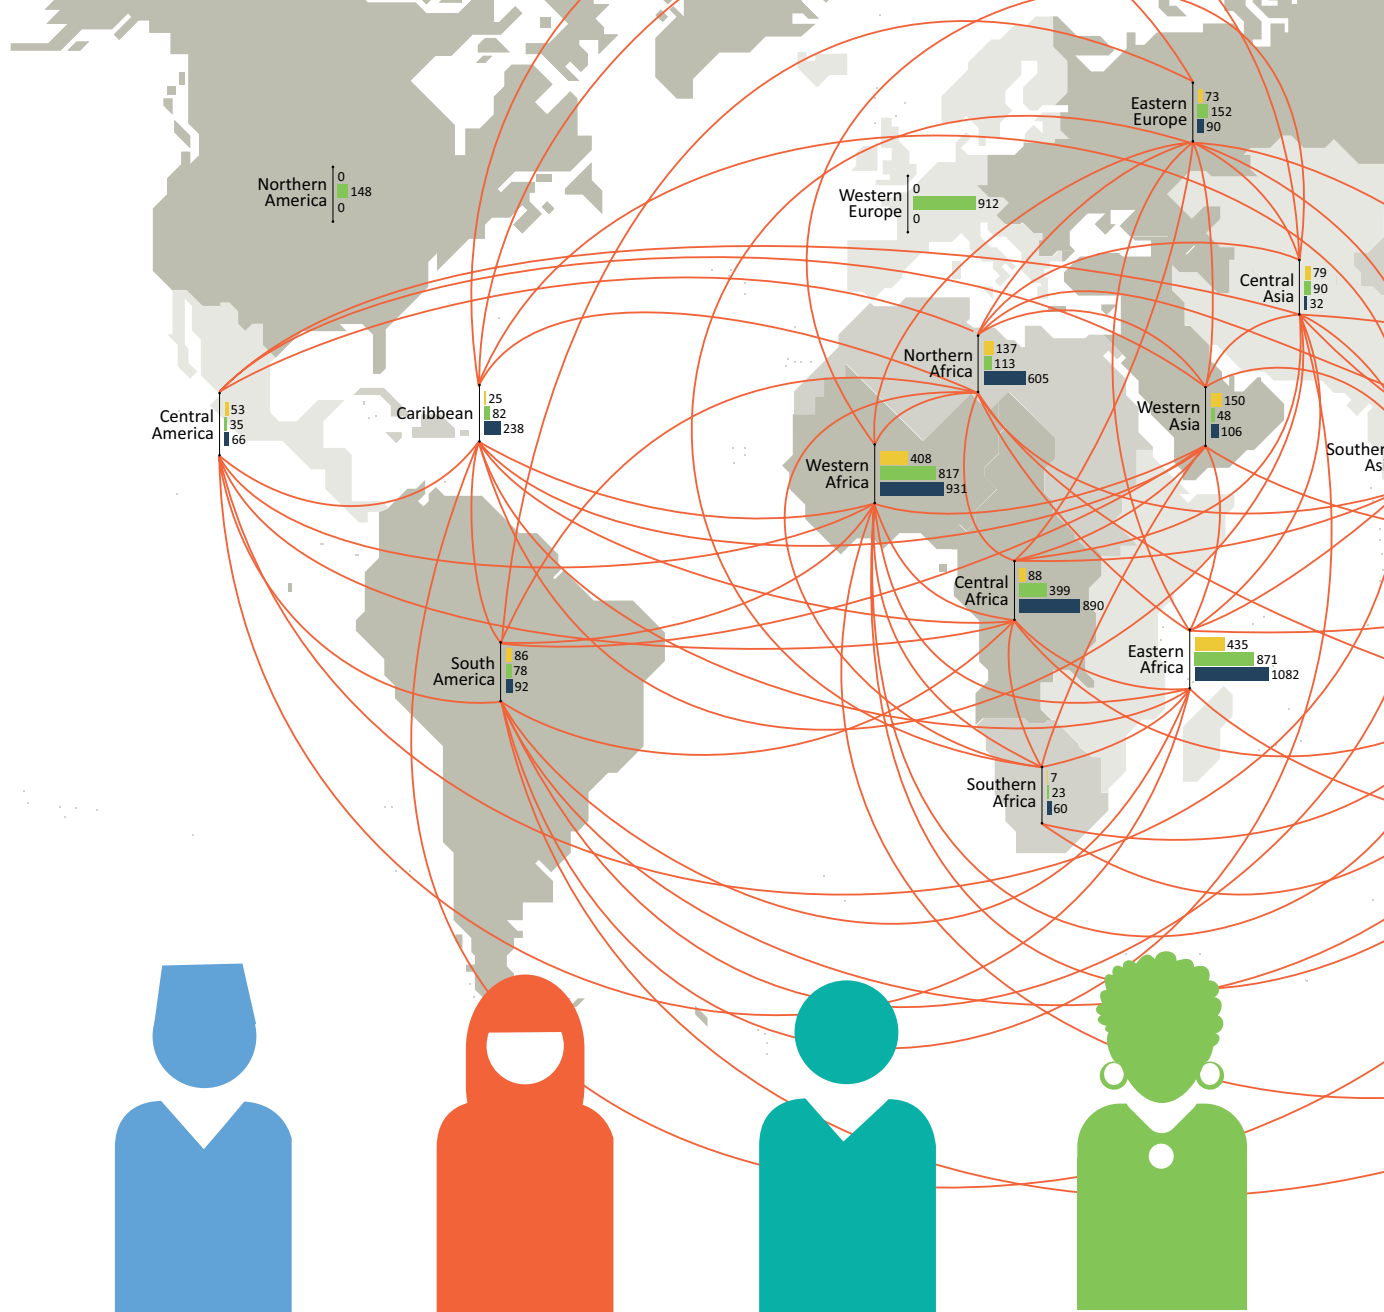 73
Eastern
Europe
152
90
0
Northern
America
148
0
0
Western
Europe
912
0
79
Central
Asia
90
32
137
Northern
Africa
113
605
25
Caribbean
82
238
53
Central
America
35
66
150
Western
Asia
48
106
Southern
As
408
Western
Africa
817
931
88
Central
Africa
399
890
435
Eastern
Africa
871
1082
86
South
America
78
92
7
Southern
Africa
23
60